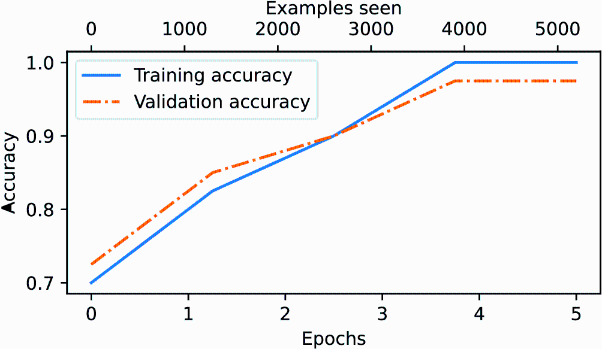 Examples seen
0 1000 2000 3000 4000 5000
1.0
0.9
0.8
0.7
Accuracy
Training accuracy
Validation accuracy
0 1 2 3 4 5
Epochs